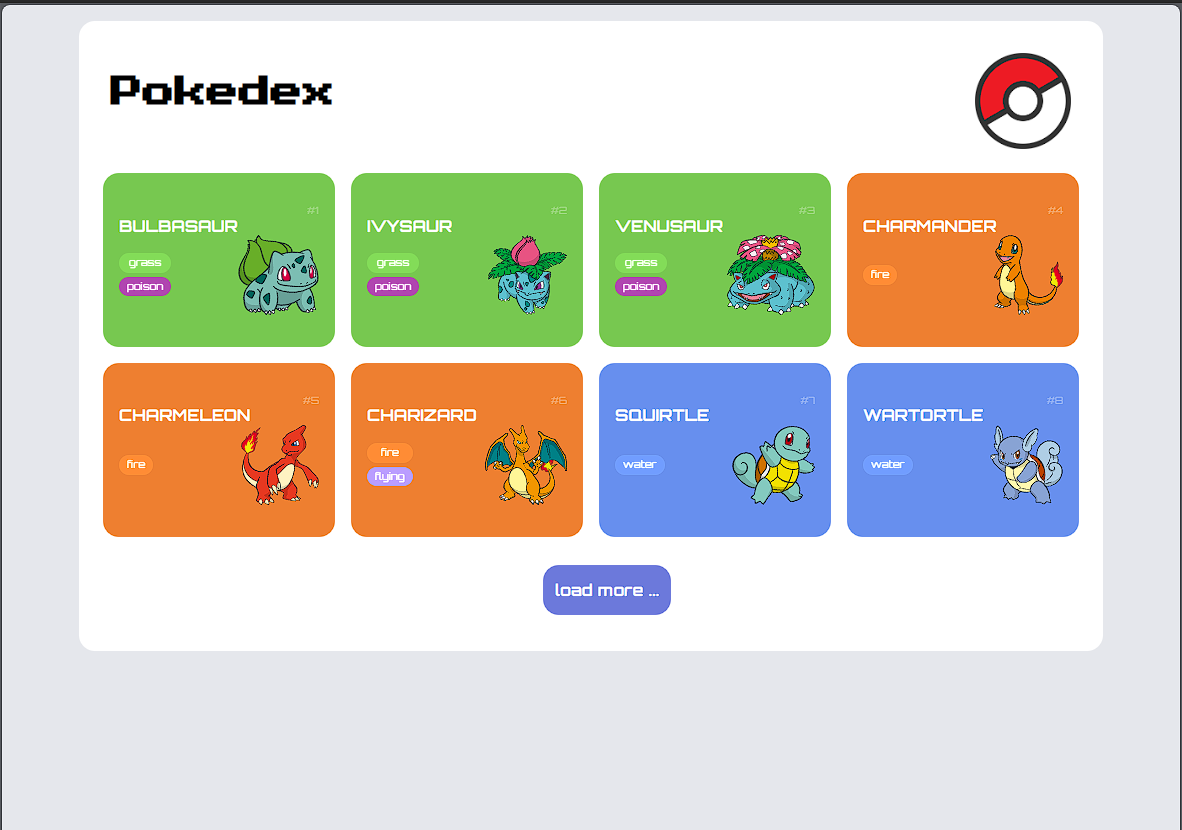 Pokedex
#1
BULBASAUR
grass
poison
#2
IVYSAUR
grass
poison
#3
VENUSAUR
grass
poison
#4
CHARMANDER
fire
#5
CHARMELEON
fire
#6
CHARIZARD
fire
flying
#7
SQUIRTLE
water
#8
WARTORTLE
water
load more ...